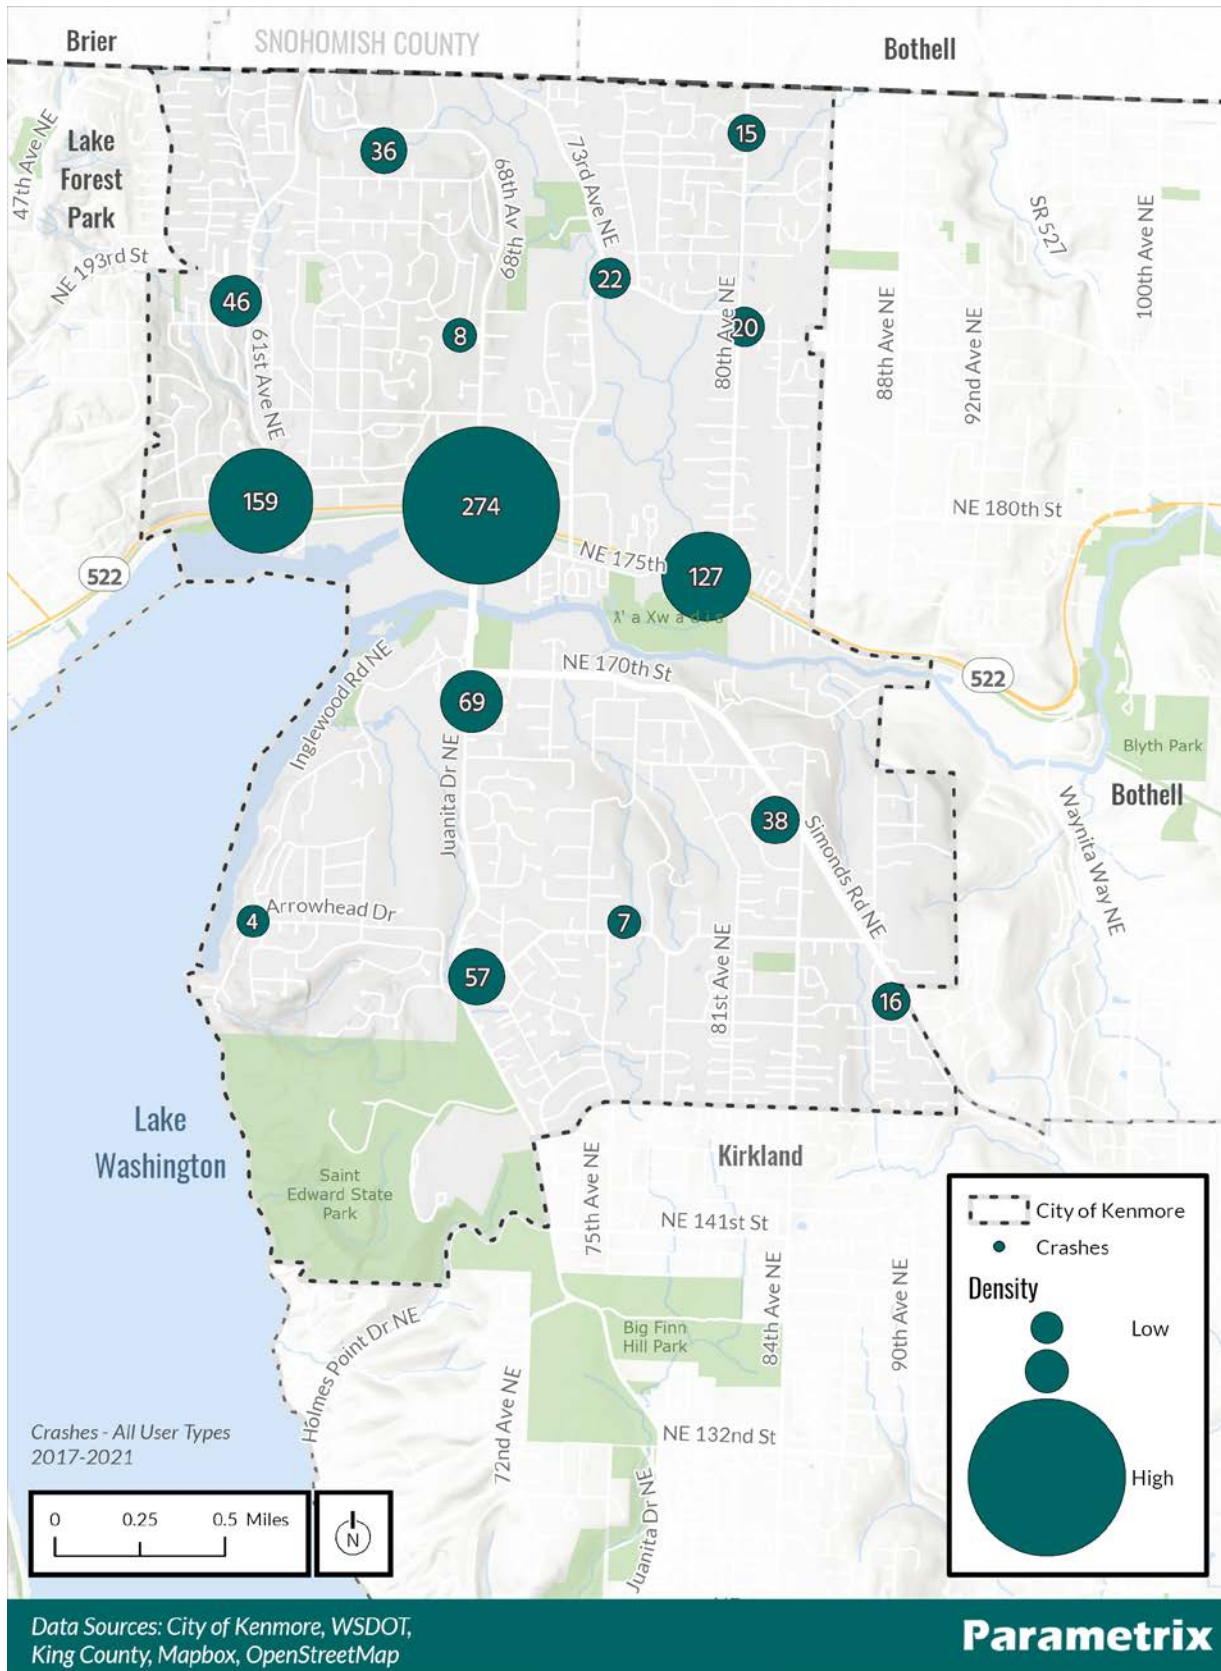 Brier
SNOHOMISH COUNTY
Bothell
47th Ave NE
Lake
Forest
Park
36
68th Av
68th
73rd Ave NE
15
SR 527
100th Ave NE
NE 193rd St
46
61st Ave NE
8
22
20
80th Ave NE
88th Ave NE
92nd Ave NE
159
274
NE 180th St
NE 175th
127
522
ƛ' a Xw a d i s
Inglewood Rd NE
NE 170th St
522
69
Juanita Dr NE
Blyth Park
Bothell
38
Simonds Rd NE
Waynita Way NE
4
Arrowhead Dr
7
81st Ave NE
57
16
Lake
Washington
Saint
Edward State
Park
75th Ave NE
Kirkland
NE 141st St
84th Ave NE
90th Ave NE
Holmes Point Dr NE
Big Finn
Hill Park
72nd Ave NE
NE 132nd St
Juanita Dr NE
City of Kenmore
Crashes
Density
Low
High
Crashes - All User Types
2017-2021
0 0.25 0.5 Miles
N
Data Sources: City of Kenmore, WSDOT,
King County, Mapbox, OpenStreetMap
Parametrix